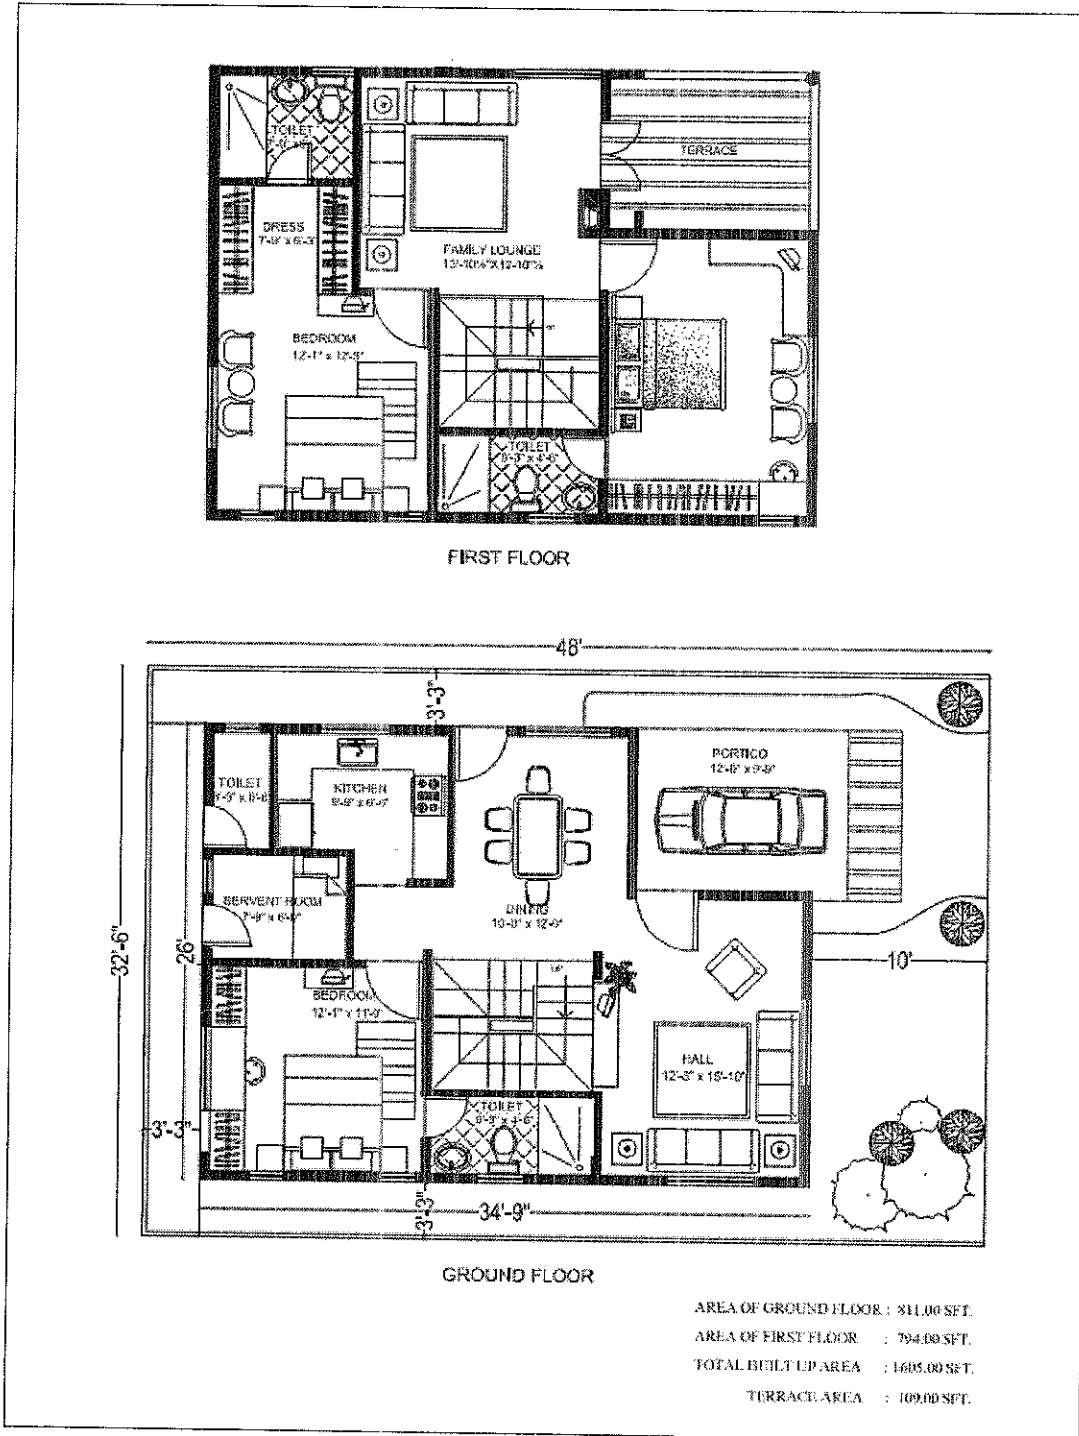 TOILET
TERRACE
DRESS
7'-9" x 6'-3"
FAMILY LOUNGE
BEDROOM
12'-1" x 12'-3"
TOILET
8'-3" x 4'-6"
FIRST FLOOR
48'
3'-3"
PORTICO
TOILET
KITCHEN
SERVENT ROOM
DINING
10'-0" x 12'-0"
32'-6"
26'
10'
BEDROOM
12'-1" x 11'-0"
HALL
12'-3" x 15'-10"
TOILET
8'-3" x 4'-6"
3'-3"
34'-9"
3'-3"
GROUND FLOOR
AREA OF GROUND FLOOR : 811.00 SFT.
AREA OF FIRST FLOOR : 794.00 SFT.
TOTAL BUILT UP AREA : 1605.00 SFT.
TERRACE AREA : 109.00 SFT.